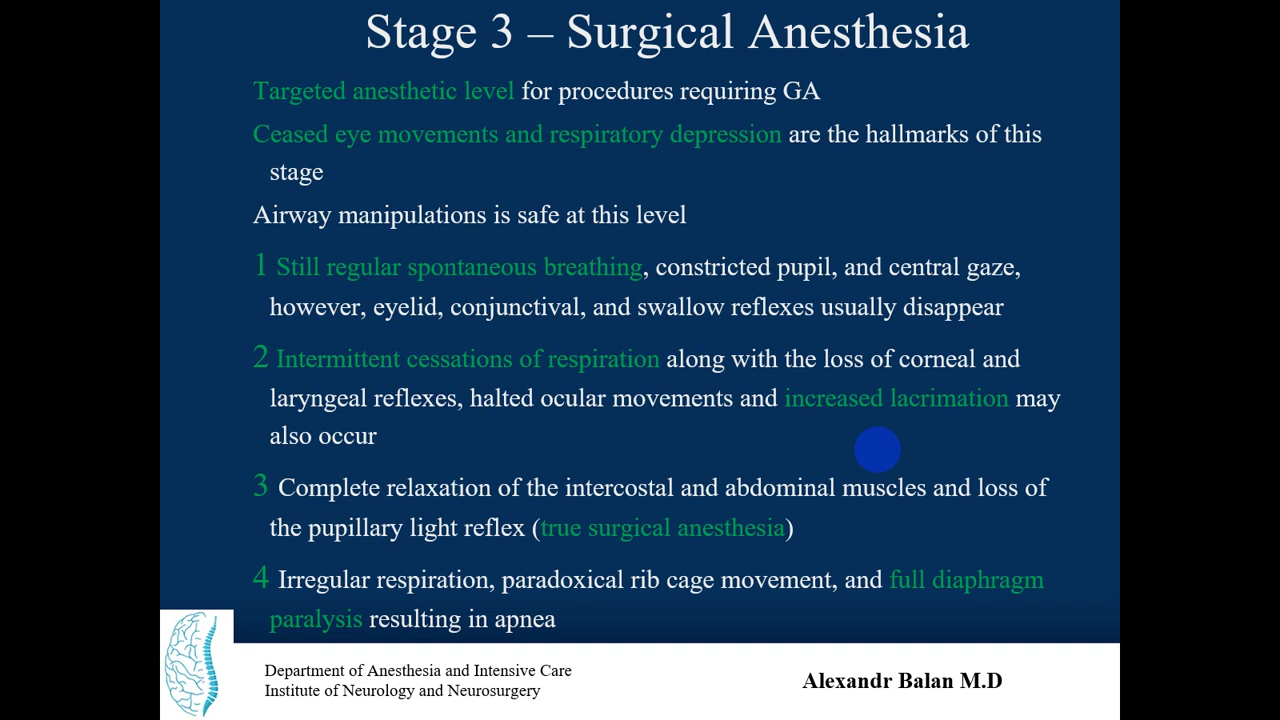 Stage 3 – Surgical Anesthesia
Targeted anesthetic level for procedures requiring GA
Ceased eye movements and respiratory depression are the hallmarks of this
stage
Airway manipulations is safe at this level
1 Still regular spontaneous breathing, constricted pupil, and central gaze,
however, eyelid, conjunctival, and swallow reflexes usually disappear
2 Intermittent cessations of respiration along with the loss of corneal and
laryngeal reflexes, halted ocular movements and increased lacrimation may
also occur
3 Complete relaxation of the intercostal and abdominal muscles and loss of
the pupillary light reflex (true surgical anesthesia)
4 Irregular respiration, paradoxical rib cage movement, and full diaphragm
paralysis resulting in apnea
Department of Anesthesia and Intensive Care
Institute of Neurology and Neurosurgery
Alexandr Balan M.D